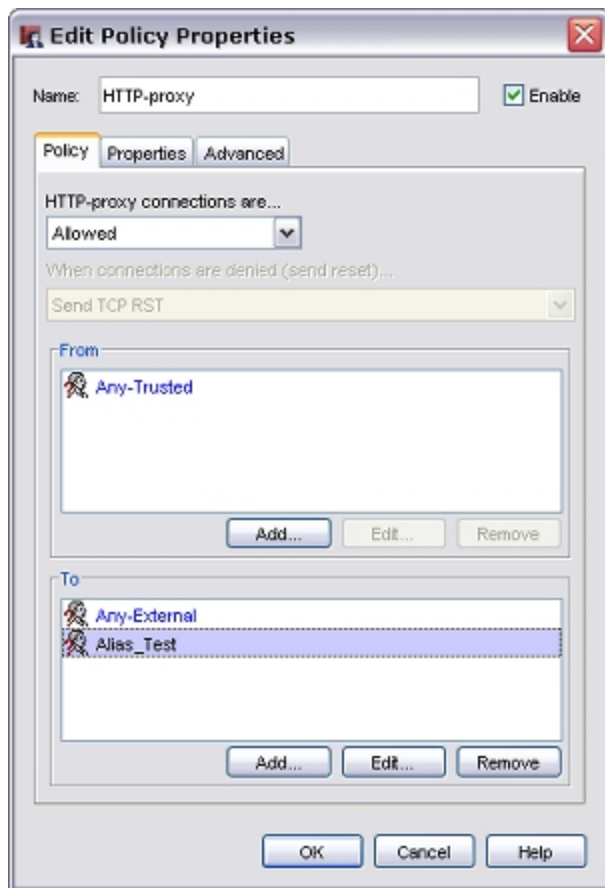 Edit Policy Properties
Name: HTTP-proxy Enable
Policy Properties Advanced
HTTP-proxy connections are...
Allowed
When connections are denied (send reset)...
Send TCP RST
From
Any-Trusted
Add... Edit... Remove
To
Any-External
Alias_Test
Add... Edit... Remove
OK Cancel Help